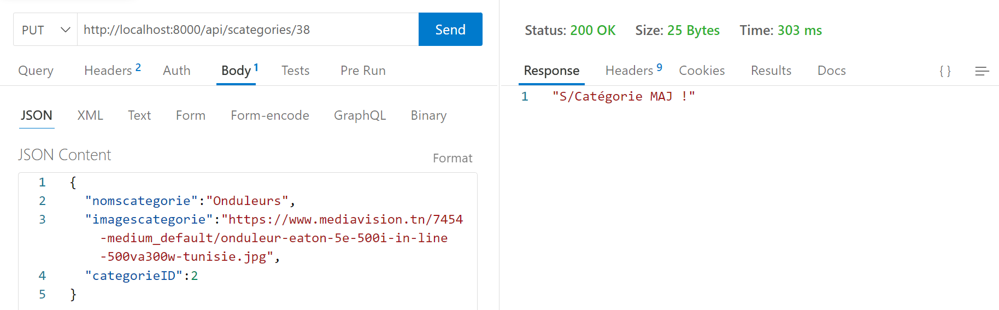 PUT http://localhost:8000/api/scategories/38 Send
Query Headers 2 Auth Body 1 Tests Pre Run
JSON XML Text Form Form-encode GraphQL Binary
JSON Content
Format
1 {
2 "nomscategorie":"Onduleurs",
3 "imagescategorie":"https://www.mediavision.tn/7454
-medium_default/onduleur-eaton-5e-500i-in-line
-500va300w-tunisie.jpg",
4 "categorieID":2
5 }
Status: 200 OK Size: 25 Bytes Time: 303 ms
Response Headers 9 Cookies Results Docs { }
1 "S/Catégorie MAJ !"